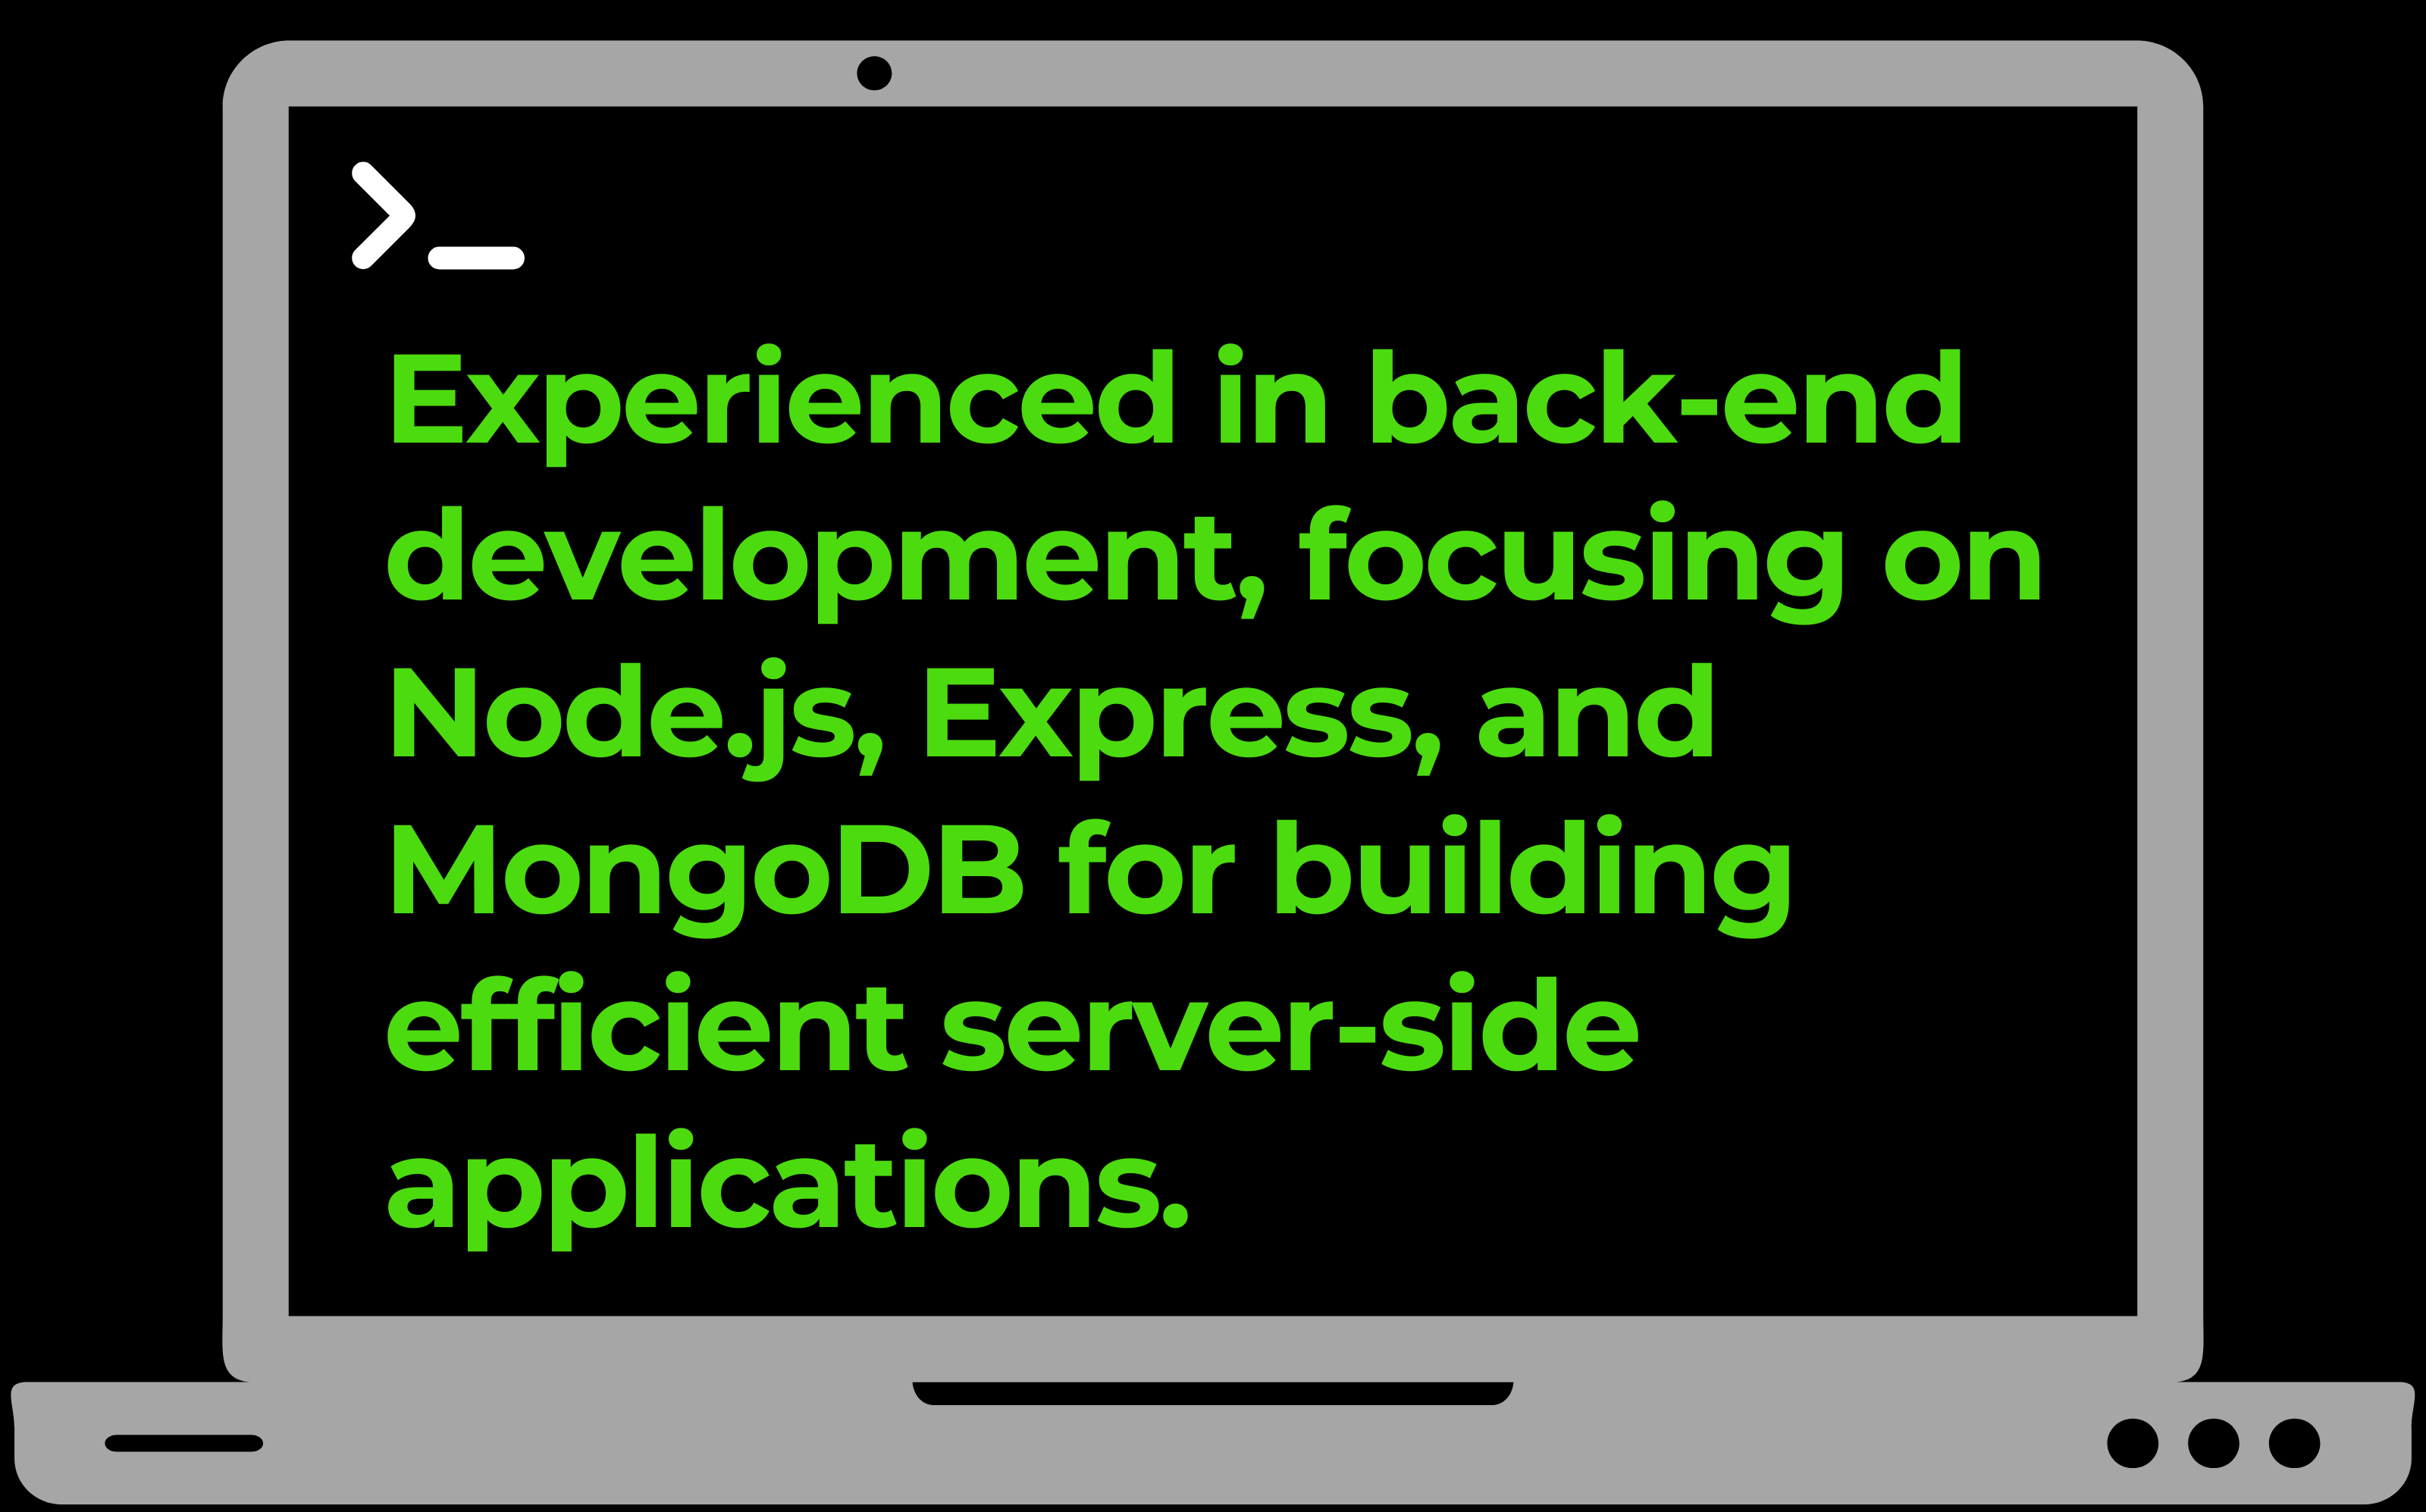 >_
Experienced in back-end
development, focusing on
Node.js, Express, and
MongoDB for building
efficient server-side
applications.